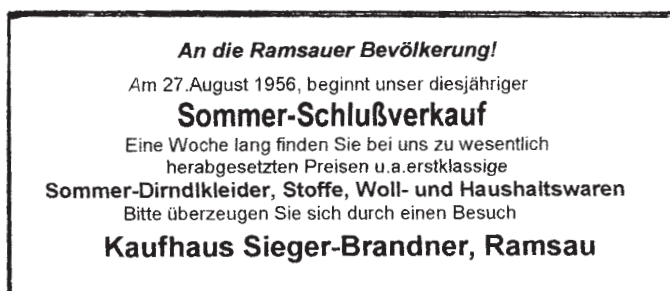 An die Ramsauer Bevölkerung!
Am 27.August 1956, beginnt unser diesjähriger
Sommer-Schlußverkauf
Eine Woche lang finden Sie bei uns zu wesentlich
herabgesetzten Preisen u.a.erstklassige
Sommer-Dirndlkleider, Stoffe, Woll- und Haushaltswaren
Bitte überzeugen Sie sich durch einen Besuch
Kaufhaus Sieger-Brandner, Ramsau